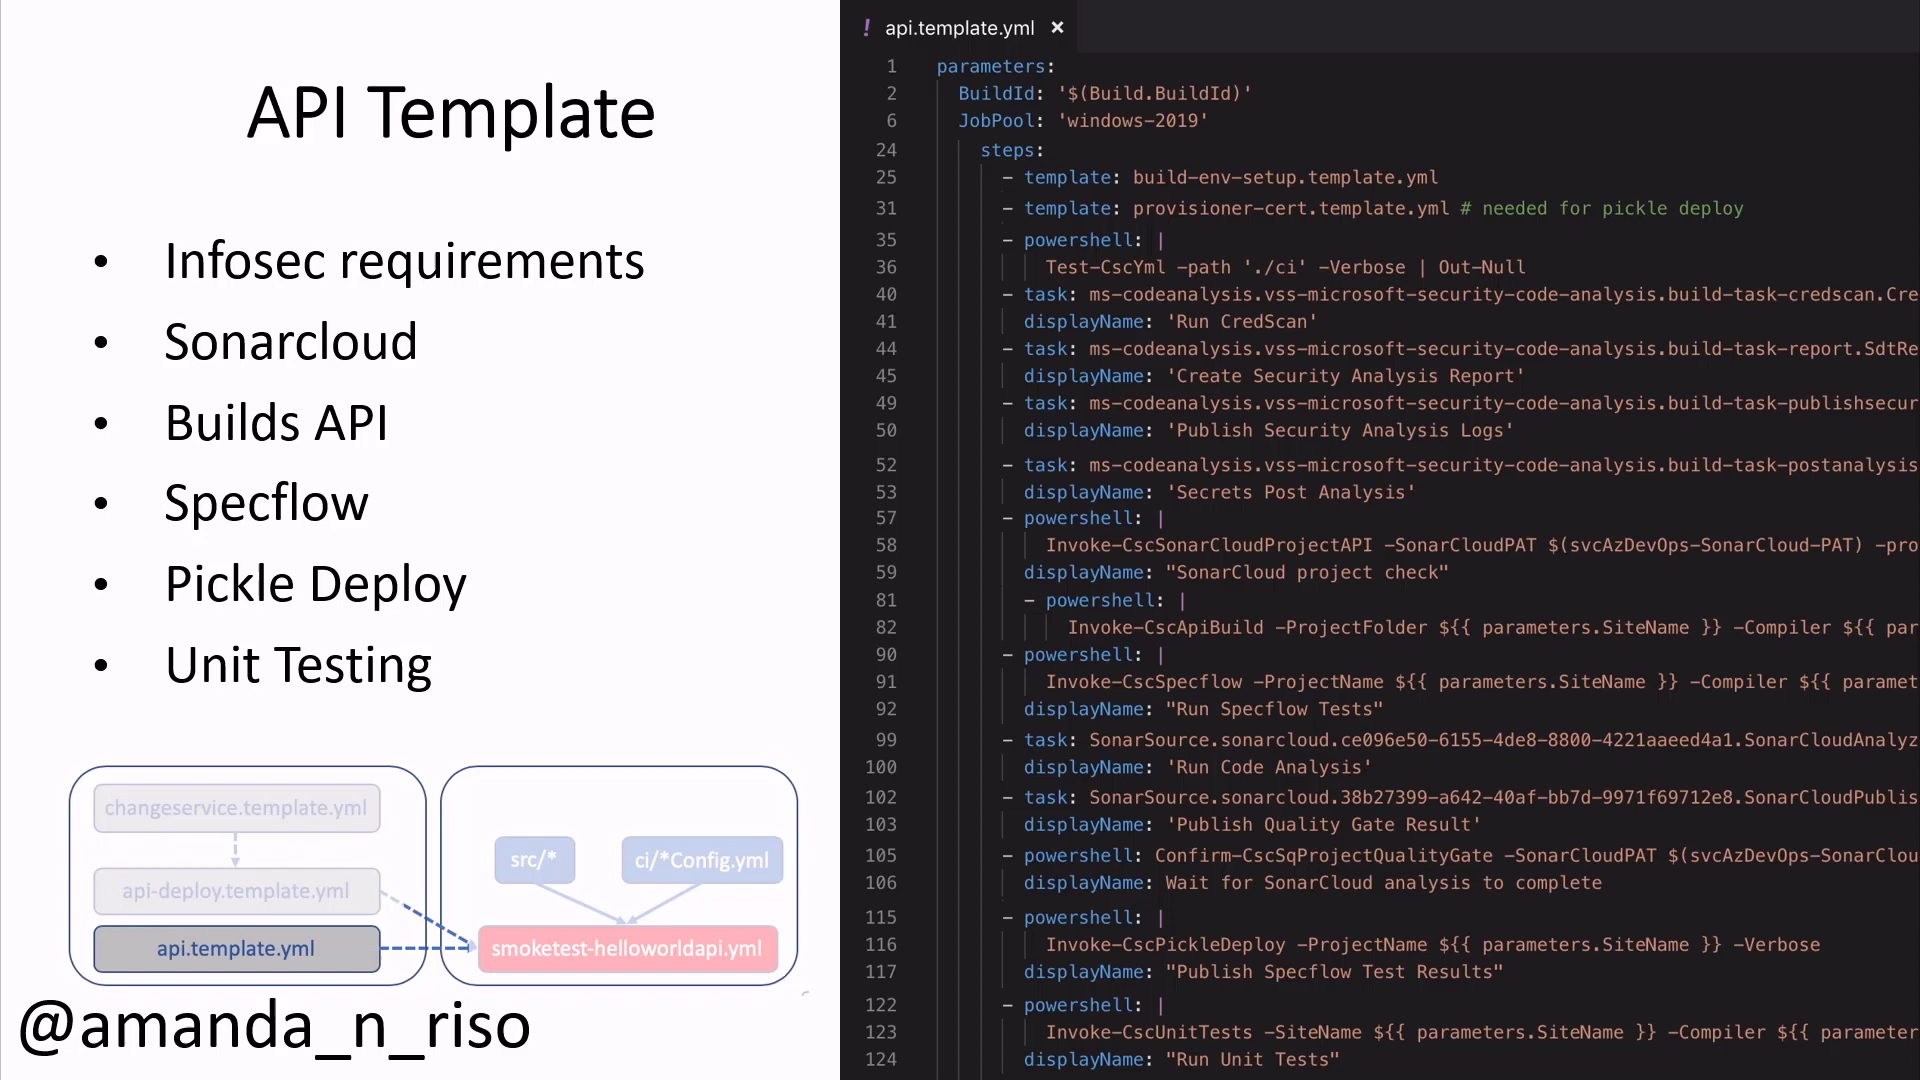 API Template
• Infosec requirements
• Sonarcloud
• Builds API
• Specflow
• Pickle Deploy
• Unit Testing
changeservice.template.yml
api-deploy.template.yml
api.template.yml
src/*
ci/*Config.yml
smoketest-helloworldapi.yml
@amanda_n_riso
! api.template.yml ×
1 parameters:
2 BuildId: '$(Build.BuildId)'
6 JobPool: 'windows-2019'
24 steps:
25 - template: build-env-setup.template.yml
31 - template: provisioner-cert.template.yml # needed for pickle deploy
35 - powershell: |
36 Test-CscYml -path './ci' -Verbose | Out-Null
40 - task: ms-codeanalysis.vss-microsoft-security-code-analysis.build-task-credscan.Cre
41 displayName: 'Run CredScan'
44 - task: ms-codeanalysis.vss-microsoft-security-code-analysis.build-task-report.SdtRe
45 displayName: 'Create Security Analysis Report'
49 - task: ms-codeanalysis.vss-microsoft-security-code-analysis.build-task-publishsecur
50 displayName: 'Publish Security Analysis Logs'
52 - task: ms-codeanalysis.vss-microsoft-security-code-analysis.build-task-postanalysis
53 displayName: 'Secrets Post Analysis'
57 - powershell: |
58 Invoke-CscSonarCloudProjectAPI -SonarCloudPAT $(svcAzDevOps-SonarCloud-PAT) -pro
59 displayName: "SonarCloud project check"
81 - powershell: |
82 Invoke-CscApiBuild -ProjectFolder ${{ parameters.SiteName }} -Compiler ${{ par
90 - powershell: |
91 Invoke-CscSpecflow -ProjectName ${{ parameters.SiteName }} -Compiler ${{ paramet
92 displayName: "Run Specflow Tests"
99 - task: SonarSource.sonarcloud.ce096e50-6155-4de8-8800-4221aaeed4a1.SonarCloudAnalyz
100 displayName: 'Run Code Analysis'
102 - task: SonarSource.sonarcloud.38b27399-a642-40af-bb7d-9971f69712e8.SonarCloudPublis
103 displayName: 'Publish Quality Gate Result'
105 - powershell: Confirm-CscSqProjectQualityGate -SonarCloudPAT $(svcAzDevOps-SonarClou
106 displayName: Wait for SonarCloud analysis to complete
115 - powershell: |
116 Invoke-CscPickleDeploy -ProjectName ${{ parameters.SiteName }} -Verbose
117 displayName: "Publish Specflow Test Results"
122 - powershell: |
123 Invoke-CscUnitTests -SiteName ${{ parameters.SiteName }} -Compiler ${{ parameter
124 displayName: "Run Unit Tests"